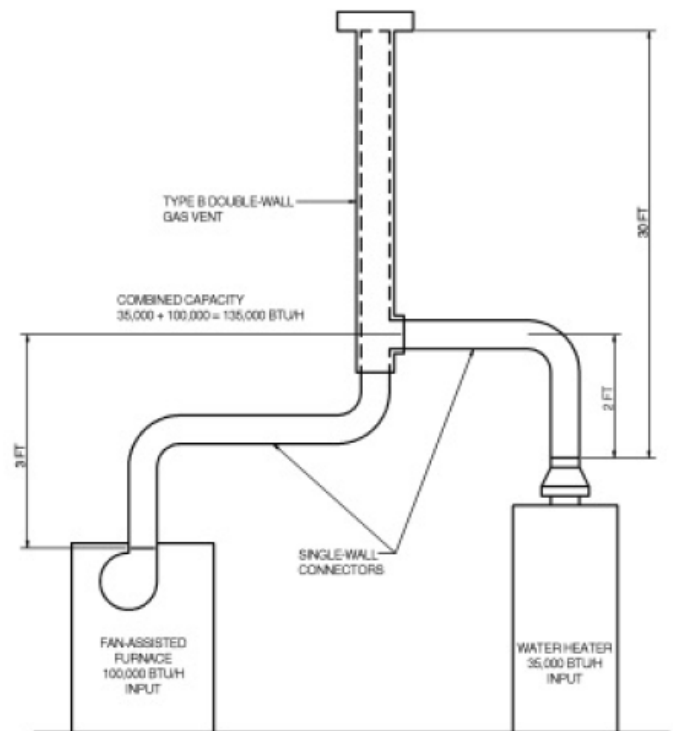 TYPE B DOUBLE-WALL
GAS VENT
30 FT
COMBINED CAPACITY
35,000 + 100,000 = 135,000 BTU/H
2 FT
3 FT
SINGLE-WALL
CONNECTORS
FAN-ASSISTED
FURNACE
100,000 BTU/H
INPUT
WATER HEATER
35,000 BTU/H
INPUT